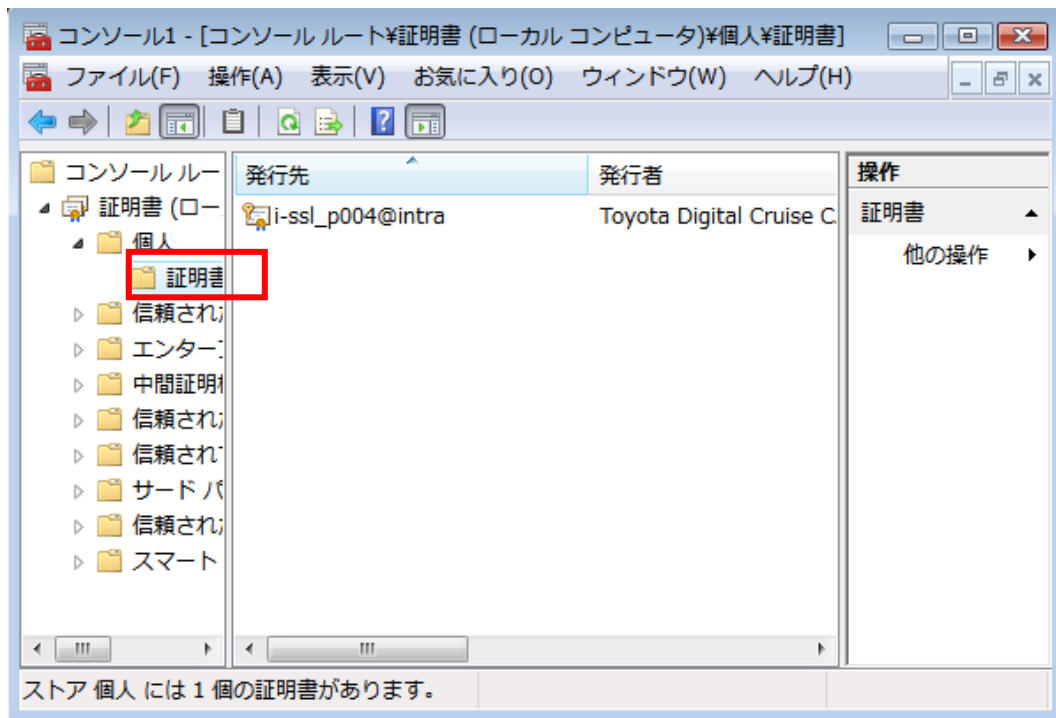 コンソール1 - [コンソール ルート¥証明書 (ローカル コンピュータ)¥個人¥証明書]
ファイル(F) 操作(A) 表示(V) お気に入り(O) ウィンドウ(W) ヘルプ(H)
コンソール ルー
証明書 (ロー
個人
証明書
信頼され
エンター
中間証明
信頼され
信頼され
サード パ
信頼され
スマート
発行先 発行者
i-ssl_p004@intra Toyota Digital Cruise C
操作
証明書
他の操作
ストア 個人 には 1 個の証明書があります。